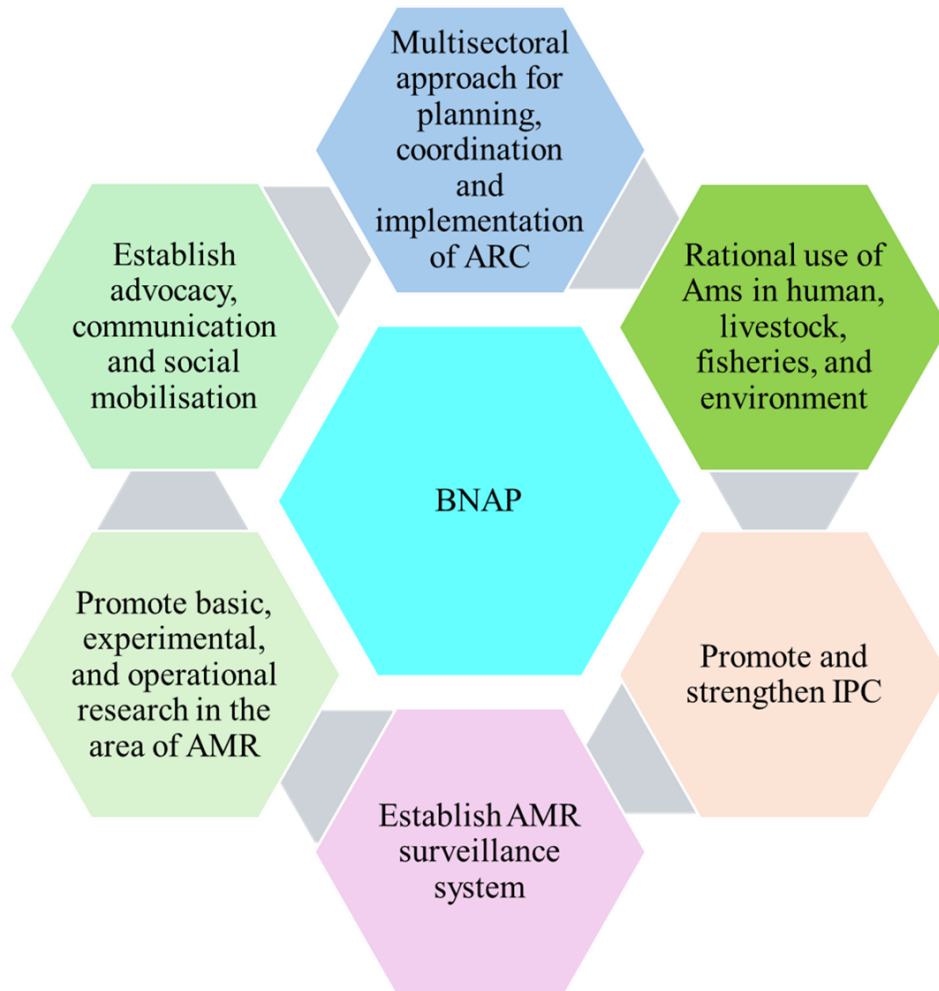 Multisectoral
approach for
planning,
coordination
and
implementation
of ARC
Rational use of
Ams in human,
livestock,
fisheries, and
environment
Promote and
strengthen IPC
Establish AMR
surveillance
system
Promote basic,
experimental,
and operational
research in the
area of AMR
Establish
advocacy,
communication
and social
mobilisation
BNAP